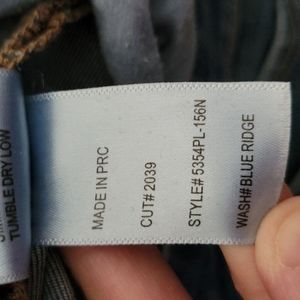 TUMBLE DRY LOW
MADE IN PRC
CUT# 2039
STYLE# 5354PL-156N
WASH# BLUE RIDGE